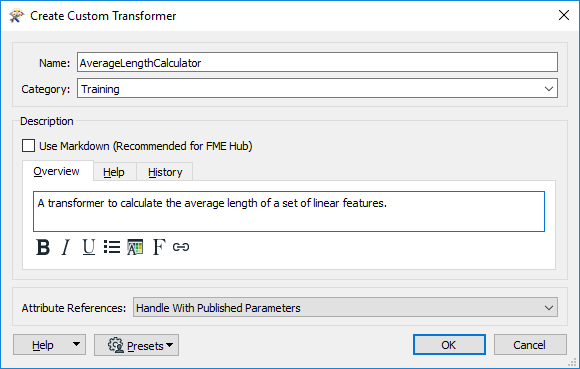 Create Custom Transformer
Name: AverageLengthCalculator
Category: Training
Description
Use Markdown (Recommended for FME Hub)
Overview Help History
A transformer to calculate the average length of a set of linear features.
B I U A F
Attribute References: Handle With Published Parameters
Help Presets OK Cancel